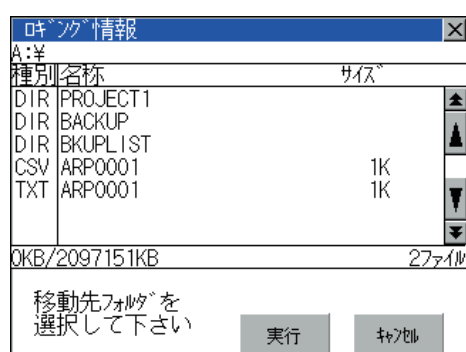 ﾛｷﾞﾝｸﾞ情報
A:¥
種別 名称 ｻｲｽﾞ
DIR PROJECT1
DIR BACKUP
DIR BKUPLIST
CSV ARP0001 1K
TXT ARP0001 1K
0KB/2097151KB 2ﾌｧｲﾙ
移動先ﾌｫﾙﾀﾞを
選択して下さい
実行 ｷｬﾝｾﾙ